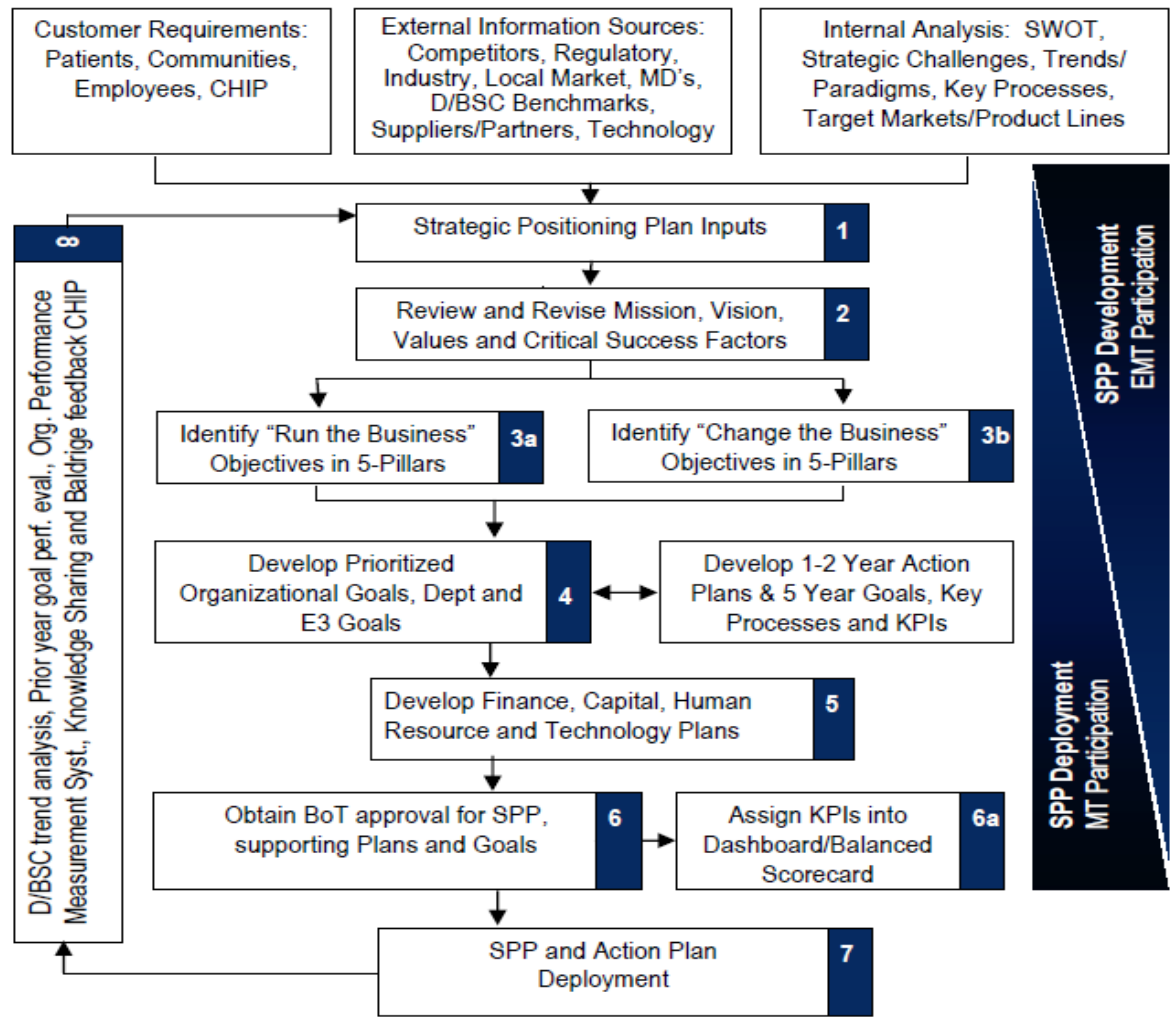 Customer Requirements:
Patients, Communities,
Employees, CHIP
External Information Sources:
Competitors, Regulatory,
Industry, Local Market, MD's,
D/BSC Benchmarks,
Suppliers/Partners, Technology
Internal Analysis:  SWOT,
Strategic Challenges, Trends/
Paradigms, Key Processes,
Target Markets/Product Lines
Strategic Positioning Plan Inputs
1
Review and Revise Mission, Vision,
Values and Critical Success Factors
2
Identify “Run the Business”
Objectives in 5-Pillars
3a
Identify “Change the Business”
Objectives in 5-Pillars
3b
Develop Prioritized
Organizational Goals, Dept and
E3 Goals
4
Develop 1-2 Year Action
Plans & 5 Year Goals, Key
Processes and KPIs
Develop Finance, Capital, Human
Resource and Technology Plans
5
Obtain BoT approval for SPP,
supporting Plans and Goals
6
Assign KPIs into
Dashboard/Balanced
Scorecard
6a
SPP and Action Plan
Deployment
7
8
D/BSC trend analysis, Prior year goal perf. eval., Org. Performance
Measurement Syst., Knowledge Sharing and Baldrige feedback CHIP
SPP Development
EMT Participation
SPP Deployment
MT Participation